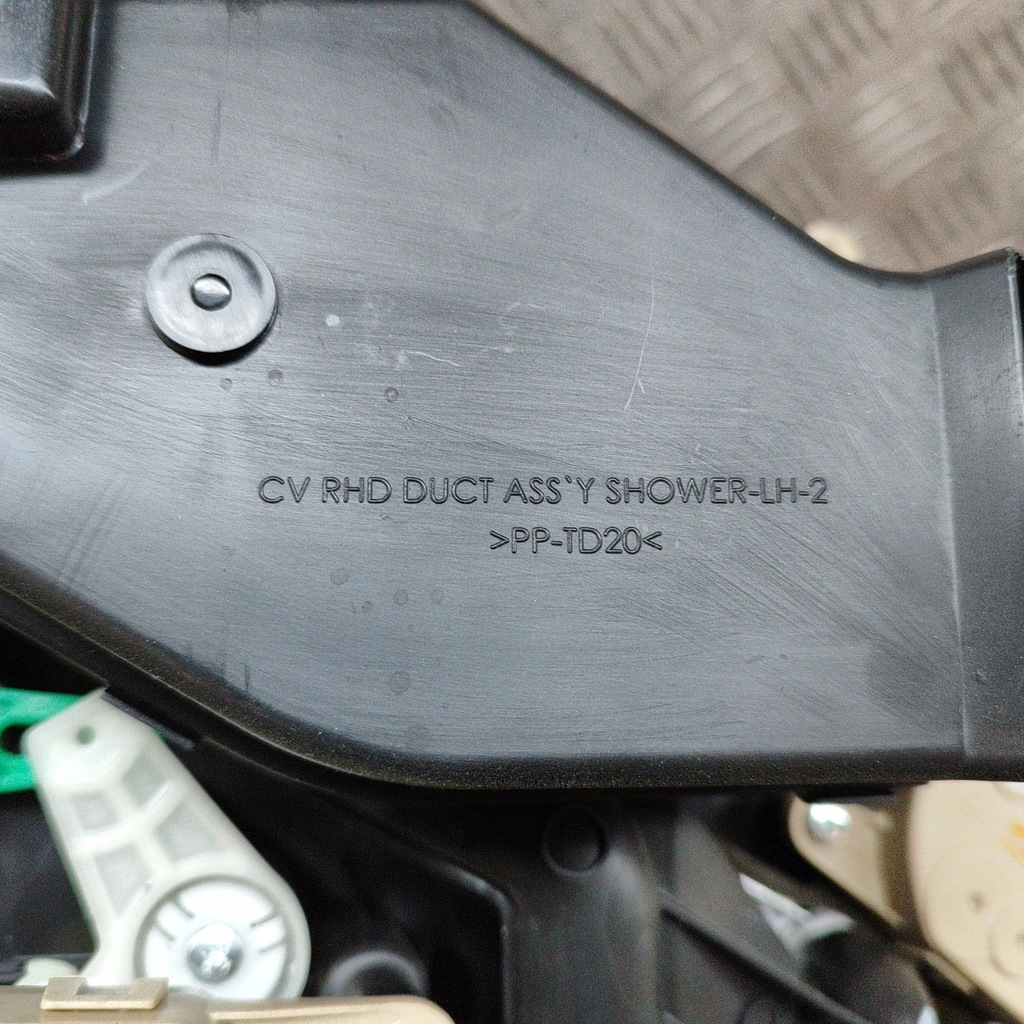 CV RHD DUCT ASS`Y SHOWER-LH-2
>PP-TD20<